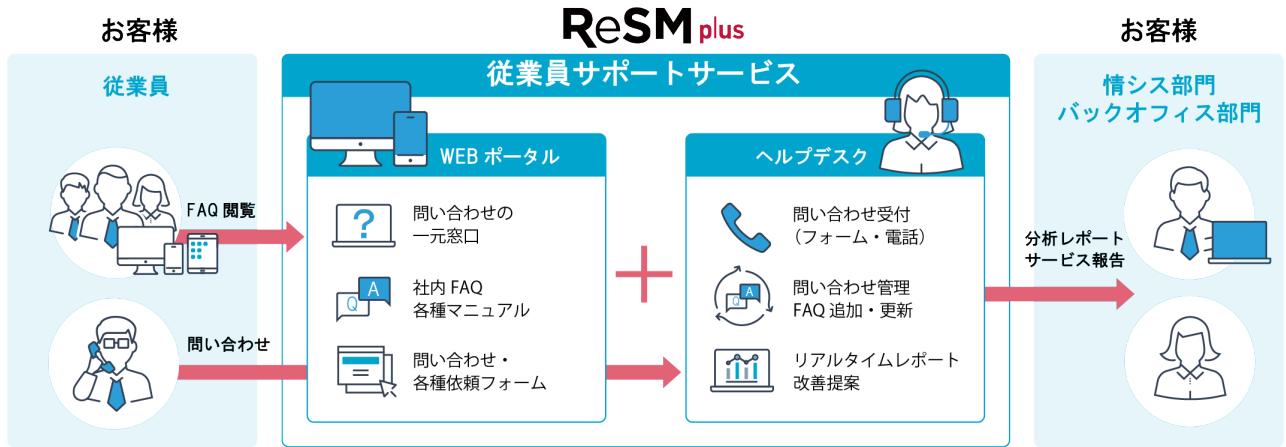 お客様
従業員
FAQ 閲覧
問い合わせ
ReSM plus
従業員サポートサービス
WEB ポータル
?
問い合わせの
一元窓口
Q
A
社内 FAQ
各種マニュアル
問い合わせ・
各種依頼フォーム
ヘルプデスク
問い合わせ受付
（フォーム・電話）
Q
A
問い合わせ管理
FAQ 追加・更新
リアルタイムレポート
改善提案
分析レポート
サービス報告
お客様
情シス部門
バックオフィス部門